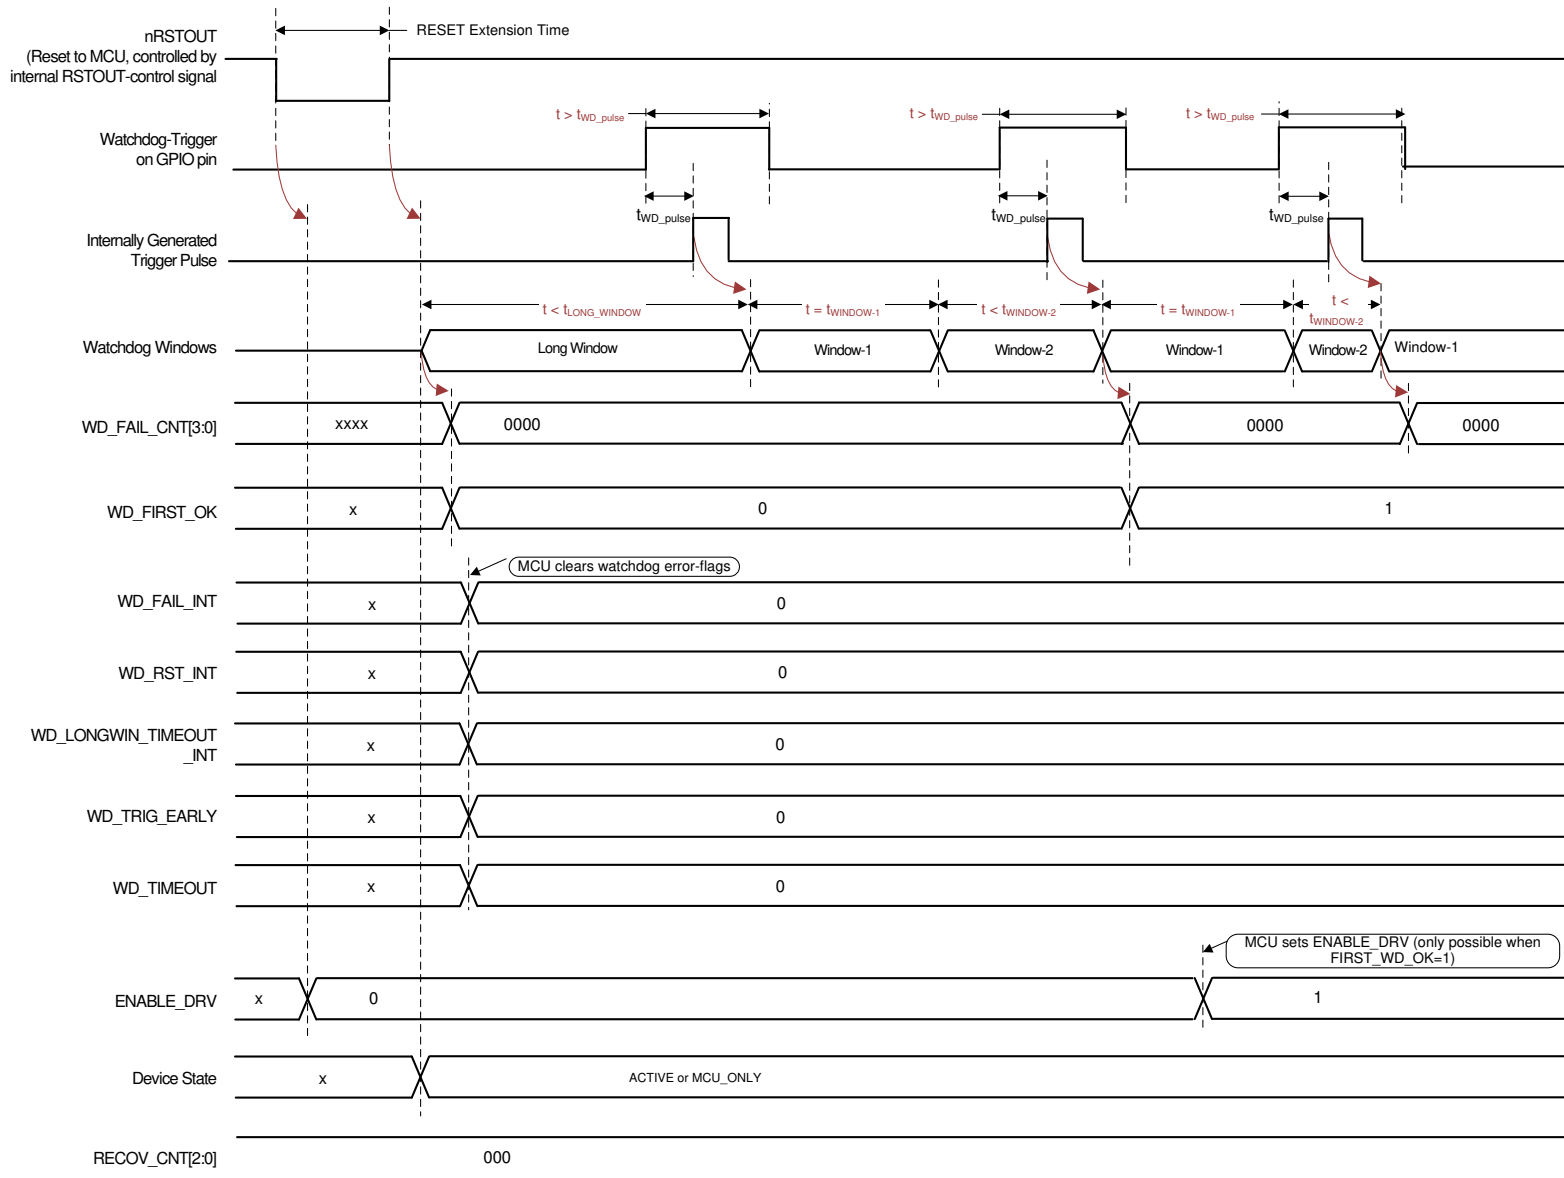 nRSTOUT
(Reset to MCU, controlled by
internal RSTOUT-control signal
RESET Extension Time
t > tWD_pulse
t > tWD_pulse
t > tWD_pulse
Watchdog-Trigger
on GPIO pin
tWD_pulse
tWD_pulse
tWD_pulse
Internally Generated
Trigger Pulse
t < tLONG_WINDOW
t = tWINDOW-1
t < tWINDOW-2
t = tWINDOW-1
t <
tWINDOW-2
Watchdog Windows
Long Window
Window-1
Window-2
Window-1
Window-2
Window-1
WD_FAIL_CNT[3:0]
xxxx
0000
0000
0000
WD_FIRST_OK
x
0
1
MCU clears watchdog error-flags
WD_FAIL_INT
x
0
WD_RST_INT
x
0
WD_LONGWIN_TIMEOUT
_INT
x
0
WD_TRIG_EARLY
x
0
WD_TIMEOUT
x
0
MCU sets ENABLE_DRV (only possible when
FIRST_WD_OK=1)
ENABLE_DRV
x
0
1
Device State
x
ACTIVE or MCU_ONLY
RECOV_CNT[2:0]
000